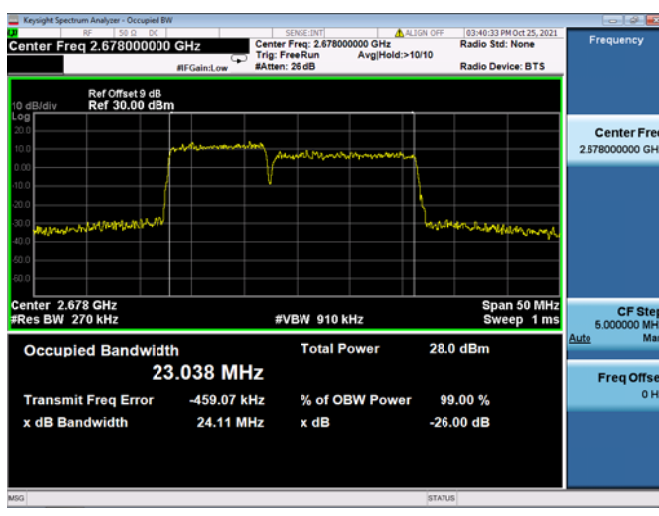 Keysight Spectrum Analyzer - Occupied BW
RF 50 Ω DC SENSE:INT ALIGN OFF 03:40:33 PM Oct 25, 2021
Center Freq 2.678000000 GHz Center Freq: 2.678000000 GHz Radio Std: None
Trig: FreeRun Avg|Hold:>10/10
#IFGain:Low #Atten: 26 dB Radio Device: BTS
Frequency
Ref Offset 9 dB
10 dB/div Ref 30.00 dBm
Log
20.0
10.0
0.00
-10.0
-20.0
-30.0
-40.0
-50.0
-60.0
Center Freq
2.678000000 GH
Center 2.678 GHz Span 50 MHz
#Res BW 270 kHz #VBW 910 kHz Sweep 1 ms
CF Step
5.000000 MH
Auto Ma
Occupied Bandwidth Total Power 28.0 dBm
23.038 MHz
Transmit Freq Error -459.07 kHz % of OBW Power 99.00 %
x dB Bandwidth 24.11 MHz x dB -26.00 dB
Freq Offse
0 H
MSG STATUS